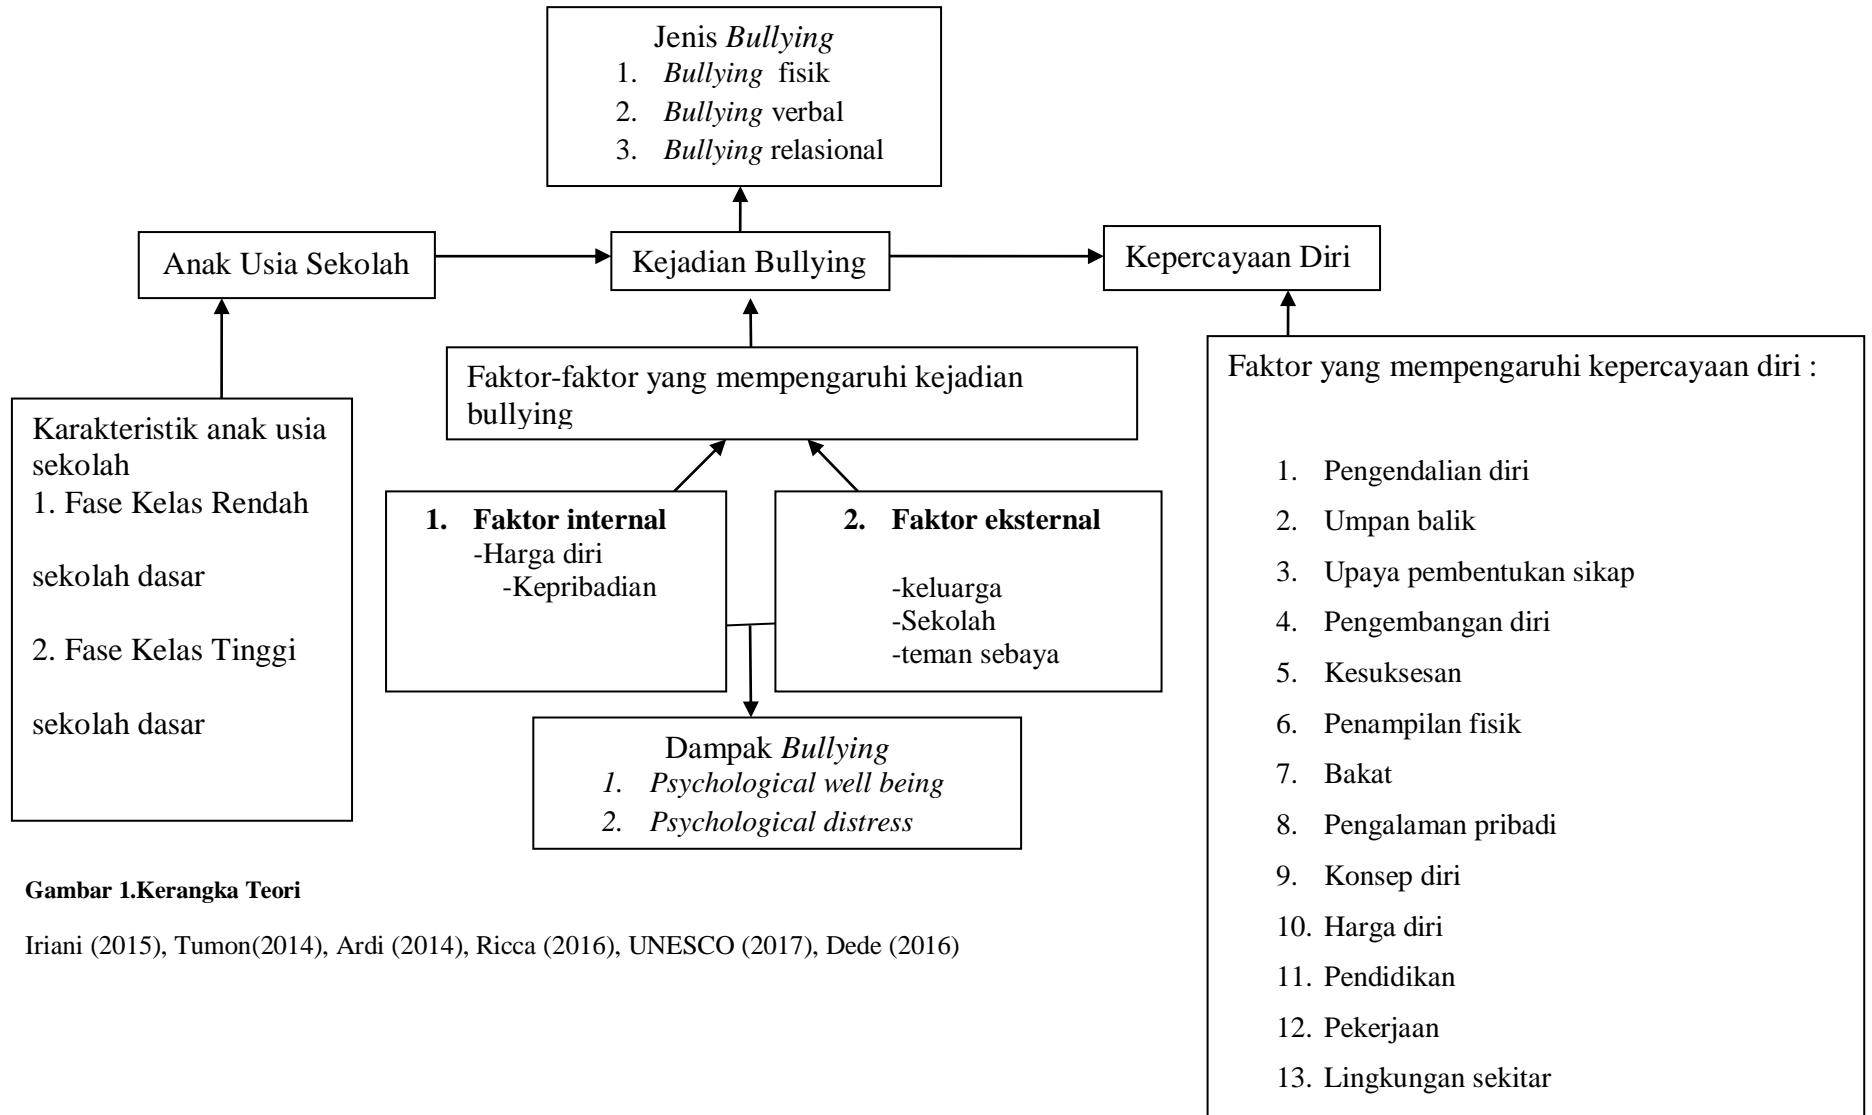 Jenis Bullying
1. Bullying fisik
2. Bullying verbal
3. Bullying relasional
Anak Usia Sekolah
Kejadian Bullying
Kepercayaan Diri
Karakteristik anak usia
sekolah
1. Fase Kelas Rendah
sekolah dasar
2. Fase Kelas Tinggi
sekolah dasar
Faktor-faktor yang mempengaruhi kejadian
bullying
1. Faktor internal
-Harga diri
-Kepribadian
2. Faktor eksternal
-keluarga
-Sekolah
-teman sebaya
Dampak Bullying
1. Psychological well being
2. Psychological distress
Faktor yang mempengaruhi kepercayaan diri :
1. Pengendalian diri
2. Umpan balik
3. Upaya pembentukan sikap
4. Pengembangan diri
5. Kesuksesan
6. Penampilan fisik
7. Bakat
8. Pengalaman pribadi
9. Konsep diri
10. Harga diri
11. Pendidikan
12. Pekerjaan
13. Lingkungan sekitar
Gambar 1.Kerangka Teori
Iriani (2015), Tumon(2014), Ardi (2014), Ricca (2016), UNESCO (2017), Dede (2016)